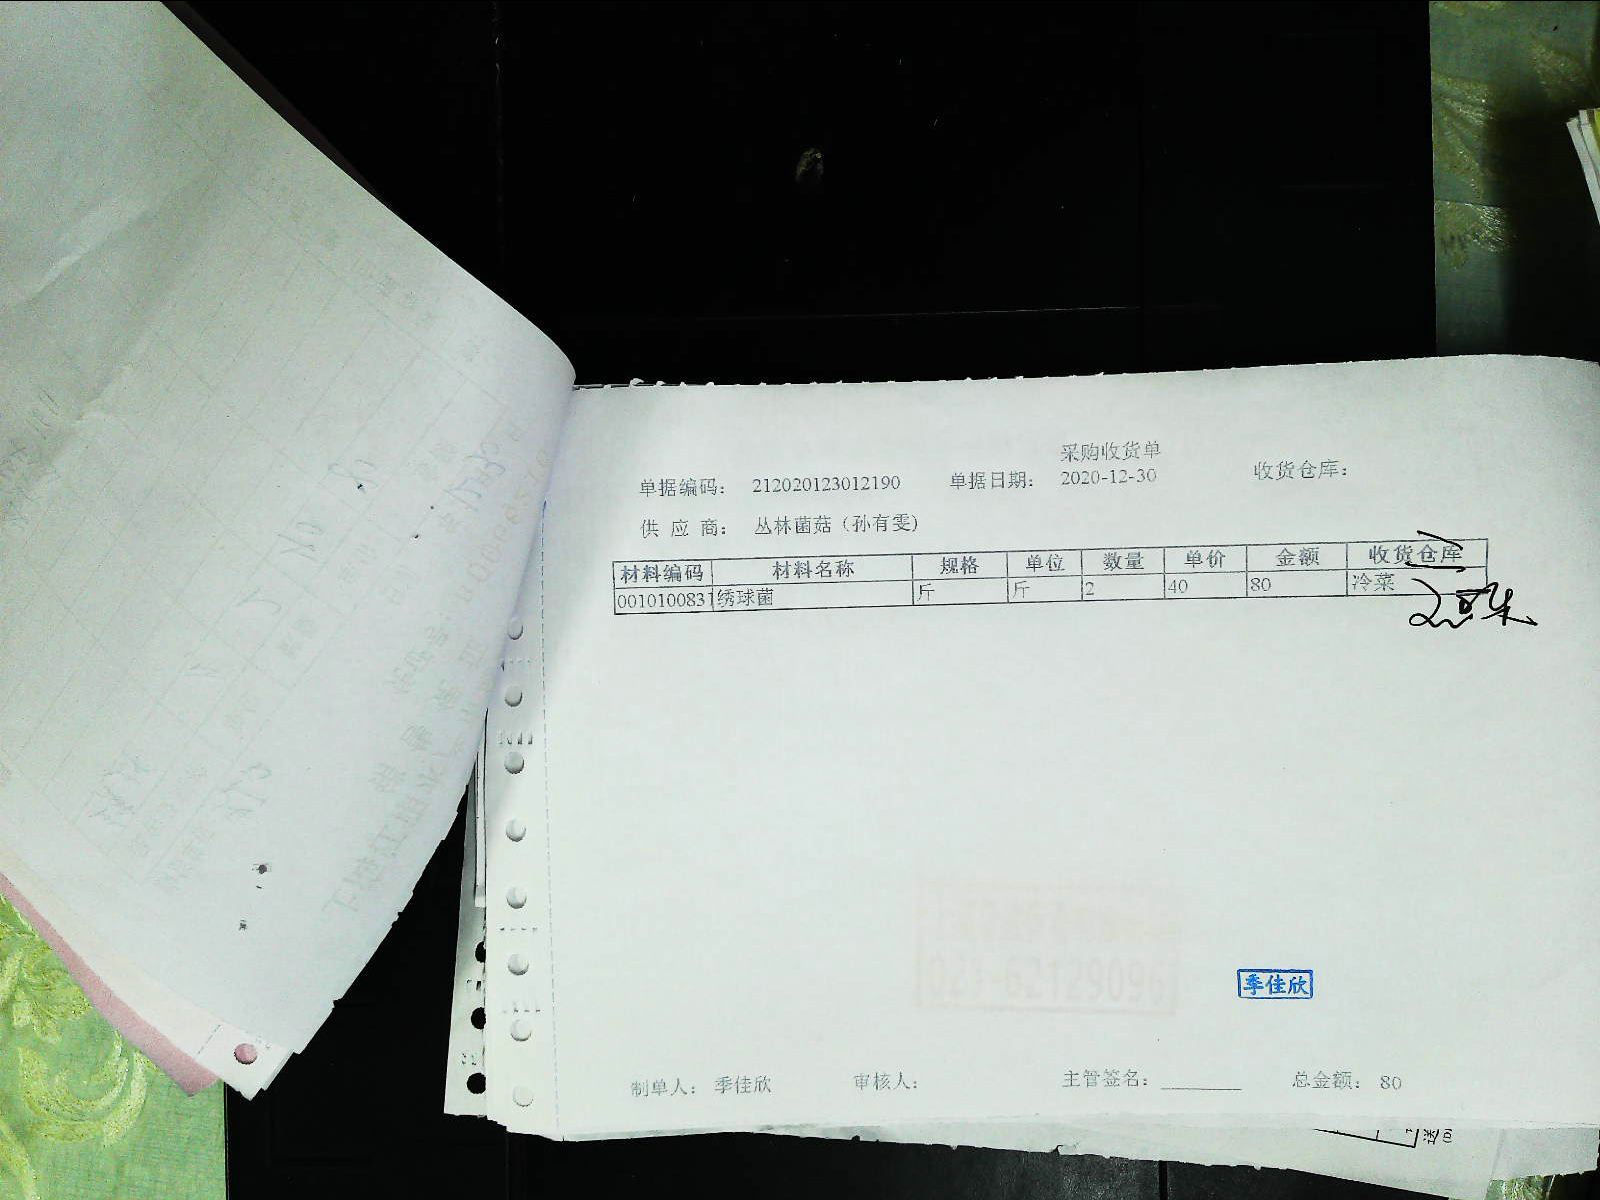 采购收货单
单据编码： 212020123012190 单据日期： 2020-12-30 收货仓库：
供 应 商： 丛林菌菇（孙有雯）
材料编码 材料名称 规格 单位 数量 单价 金额 收货仓库
0010100831 绣球菌 斤 斤 2 40 80 冷菜
021-62129096
季佳欣
制单人： 季佳欣 审核人： 主管签名：________ 总金额： 80